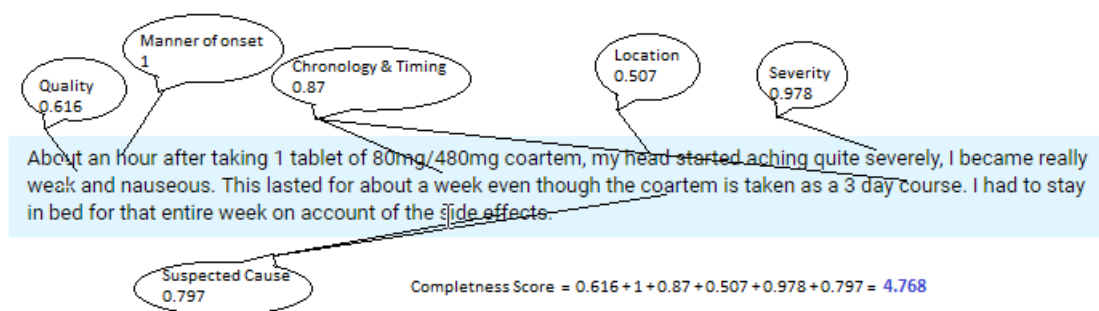 Manner of onset
1
Quality
0.616
Chronology & Timing
0.87
Location
0.507
Severity
0.978
About an hour after taking 1 tablet of 80mg/480mg coartem, my head started aching quite severely, I became really
weak and nauseous. This lasted for about a week even though the coartem is taken as a 3 day course. I had to stay
in bed for that entire week on account of the side effects.
Suspected Cause
0.797
Completness Score = 0.616 + 1 + 0.87 + 0.507 + 0.978 + 0.797 = 4.768